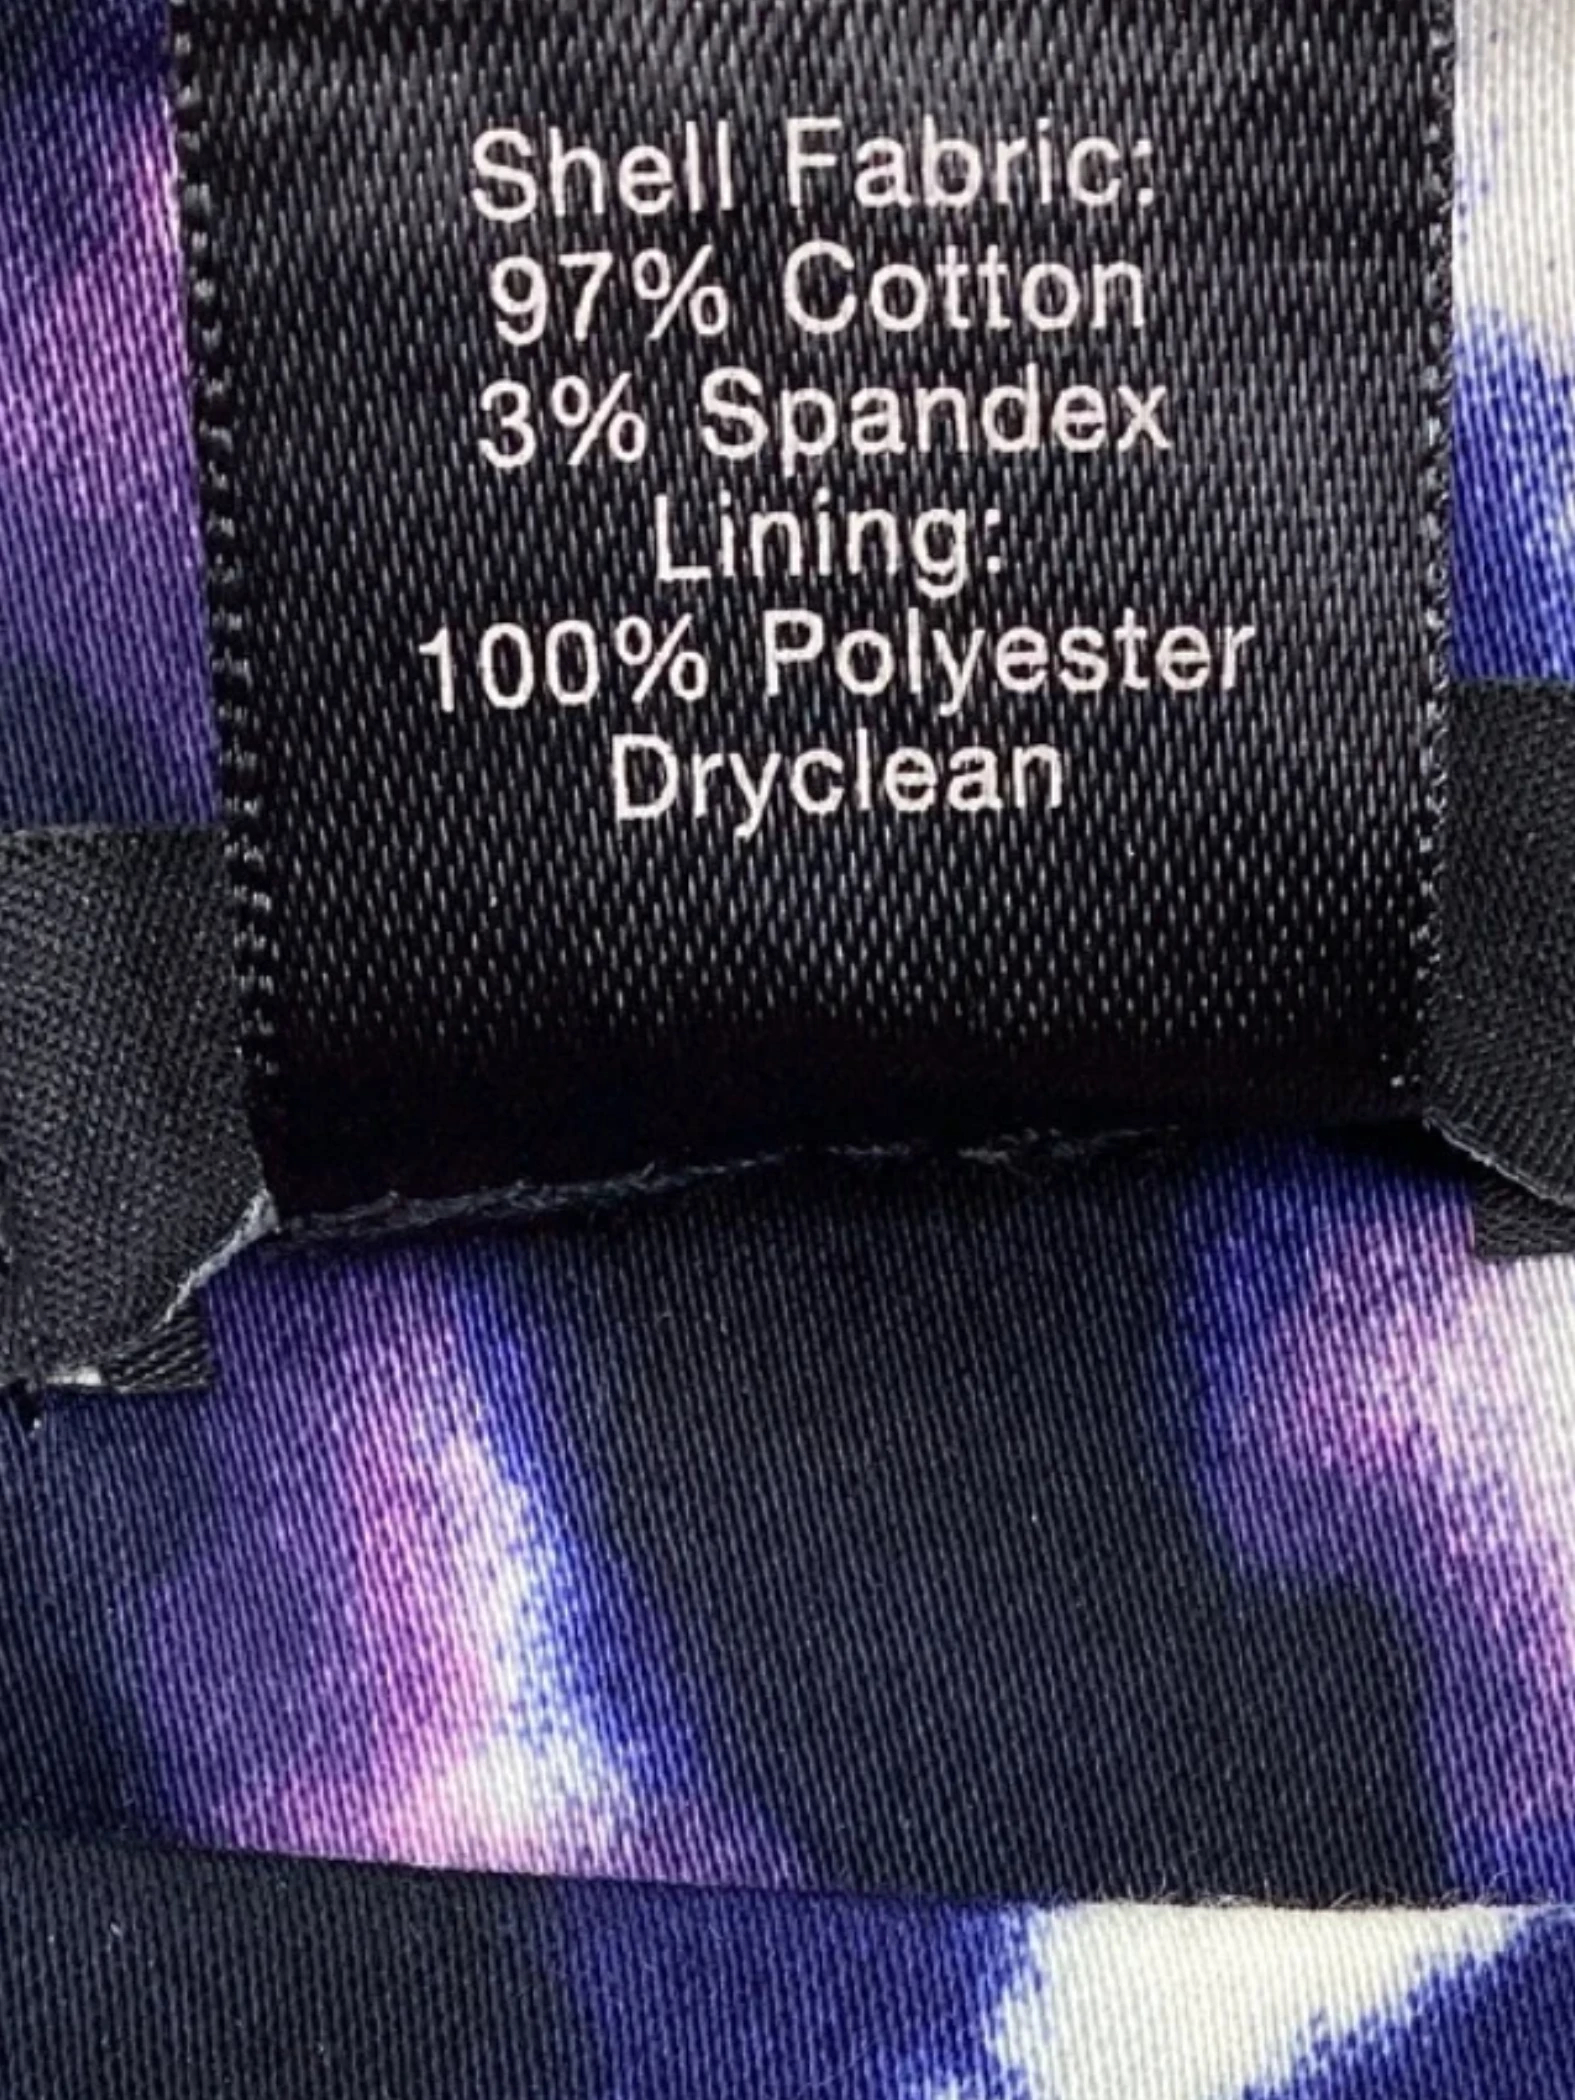 Shell Fabric:
97% Cotton
3% Spandex
Lining:
100% Polyester
Dryclean